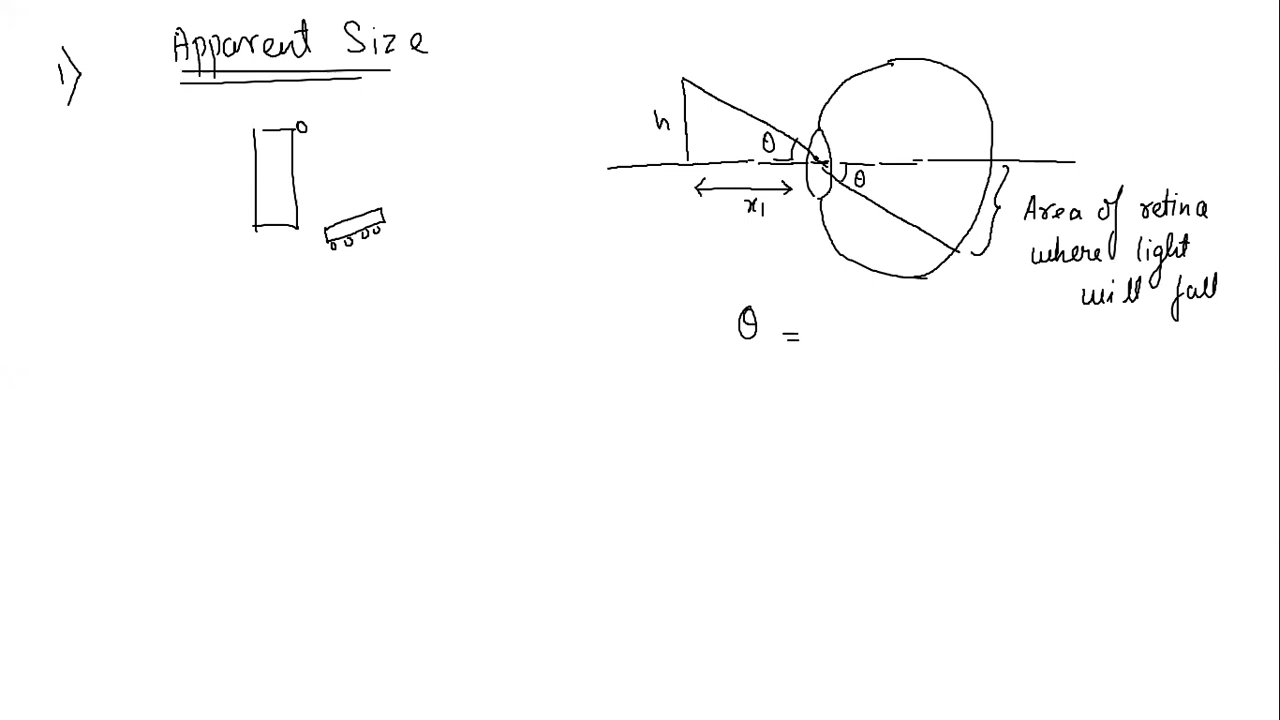 1)
Apparent Size
h
θ
θ
x₁
Area of retina
where light
will fall
θ =